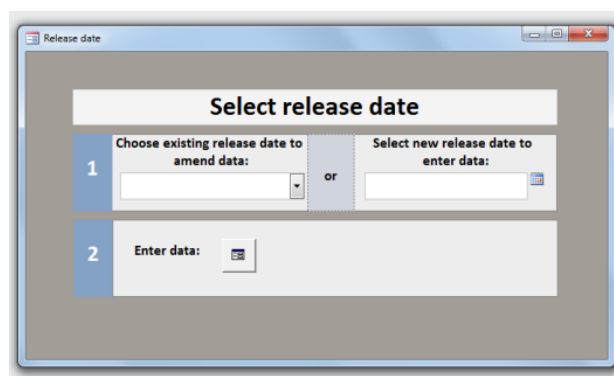 Release date
Select release date
1
Choose existing release date to
amend data:
or
Select new release date to
enter data:
2
Enter data: